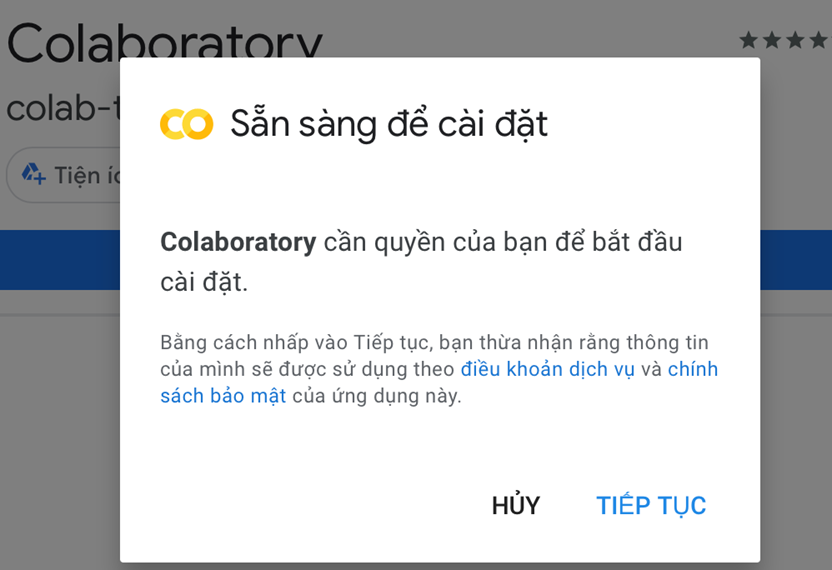 Colaboratory
colab-t
Tiện íc
Sẵn sàng để cài đặt
Colaboratory cần quyền của bạn để bắt đầu
cài đặt.
Bằng cách nhấp vào Tiếp tục, bạn thừa nhận rằng thông tin
của mình sẽ được sử dụng theo điều khoản dịch vụ và chính
sách bảo mật của ứng dụng này.
HỦY TIẾP TỤC